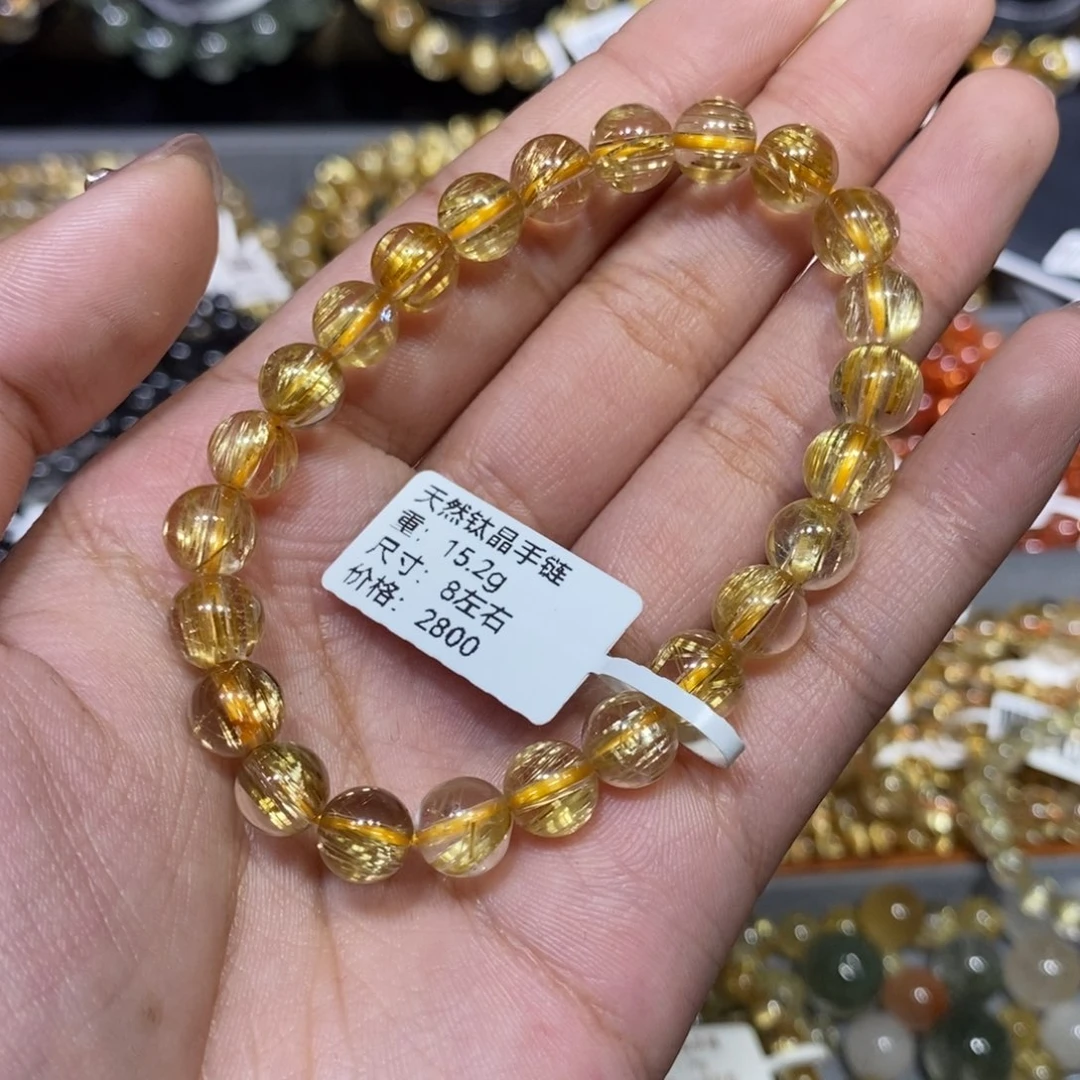 天然钛晶手链
重: 15.2g
尺寸: 8左右
价格: 2800